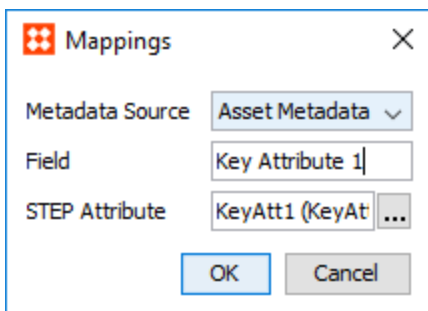 Mappings
Metadata Source Asset Metadata
Field Key Attribute 1
STEP Attribute KeyAtt1 (KeyAt ...
OK Cancel